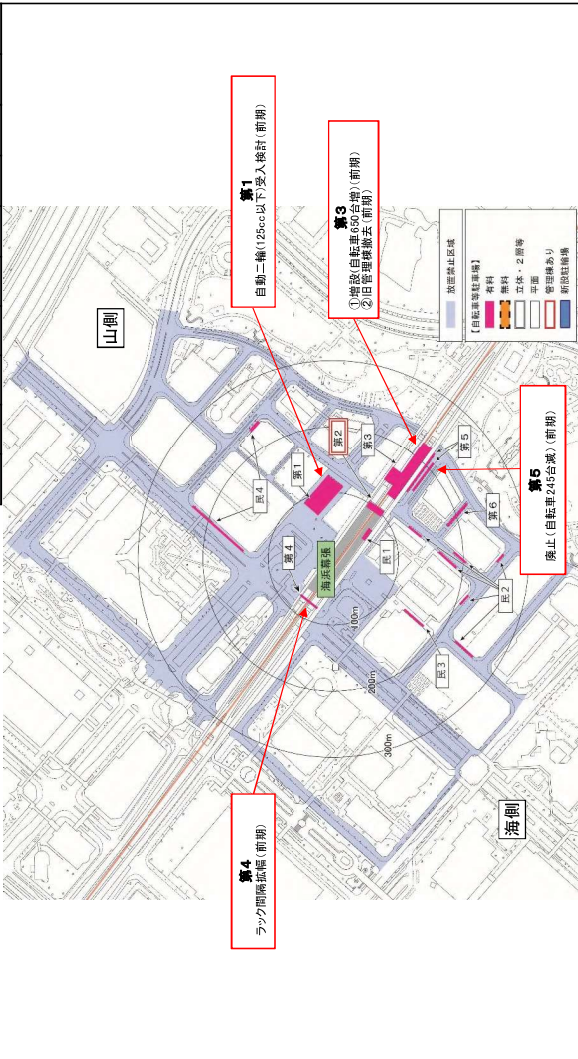 第1
自動二輪(125cc以下)受入検討(前期)
第3
①増設(自転車650台増)(前期)
②旧管理棟撤去(前期)
第4
ラック間隔拡幅(前期)
第5
廃止(自転車245台減)(前期)
山側
海側
海浜幕張
第1
第2
第3
第4
第5
第6
民1
民2
民3
民4
100m
200m
300m
放置禁止区域
【自転車等駐車場】
有料
無料
立体・2層等
平面
管理棟あり
新設駐輪場